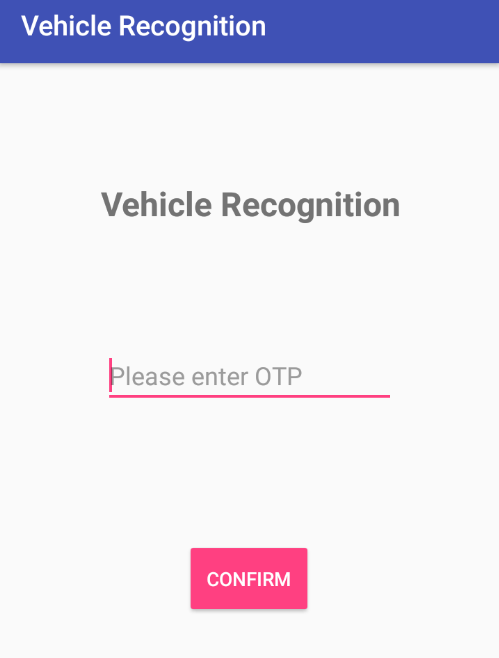 Vehicle Recognition
Vehicle Recognition
Please enter OTP
CONFIRM